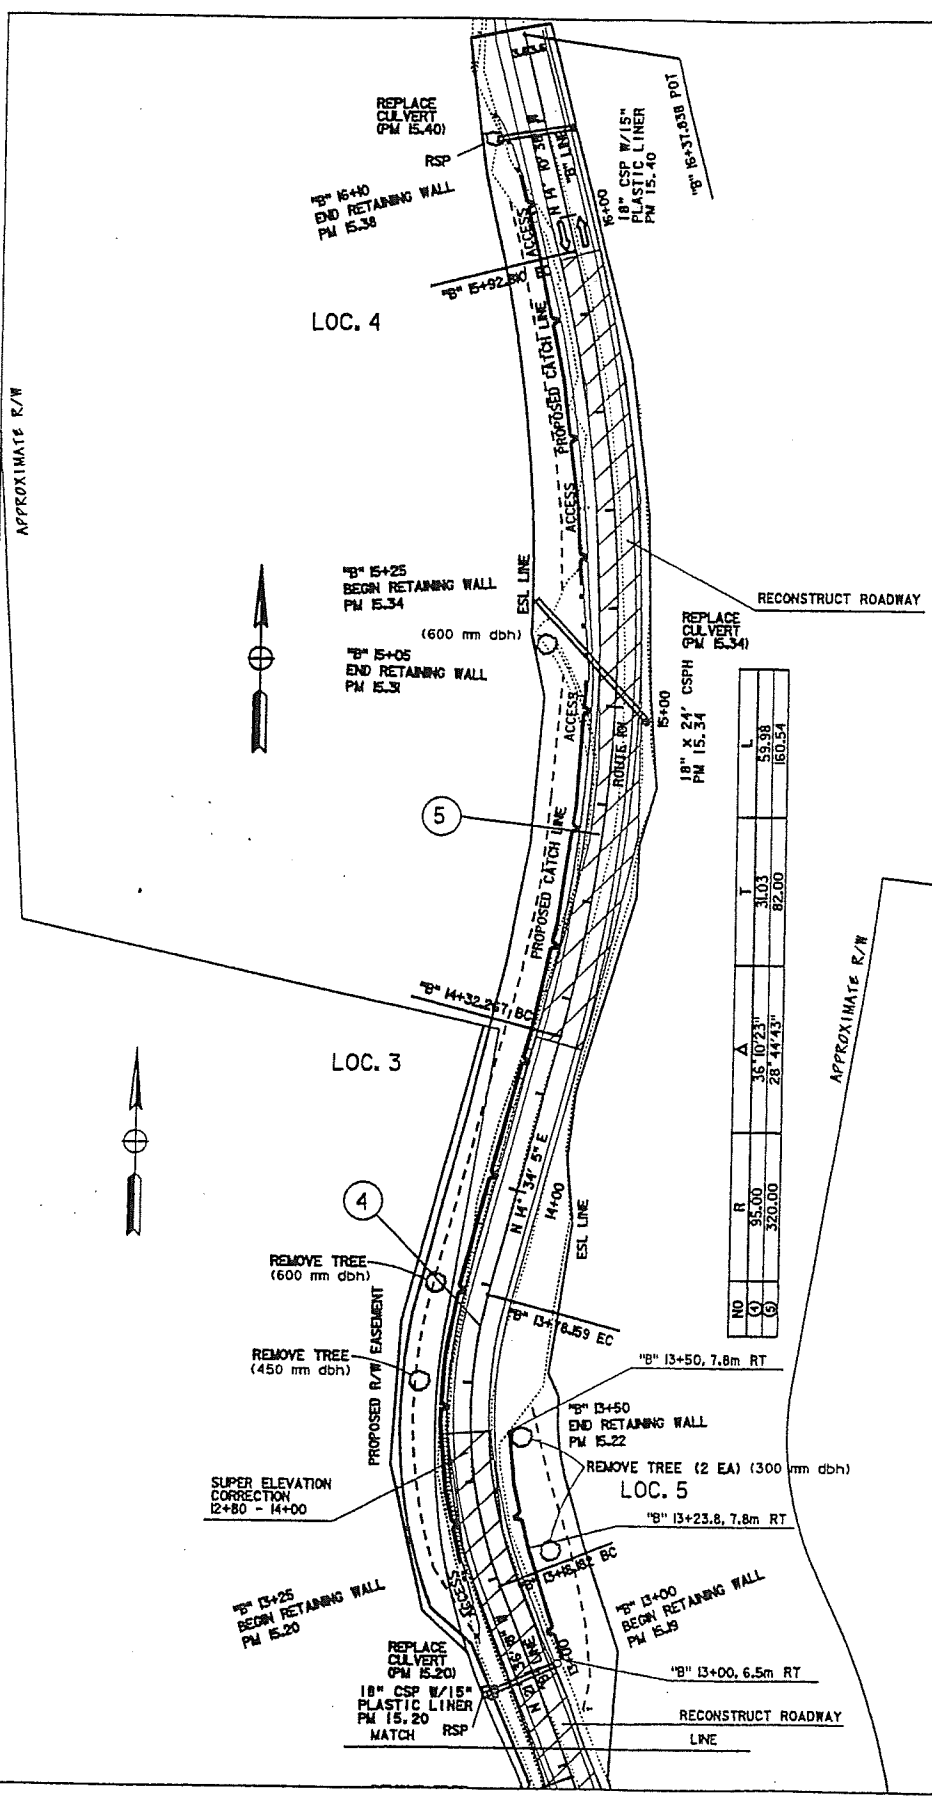 REPLACE
CULVERT
(PM 15.40)
RSP
"B" 16+10
END RETAINING WALL
PM 15.38
18" CSP W/15"
PLASTIC LINER
PM 15.40
"B" 16+37.838 POT
16+00
"B" LINE
ACCESS
"B" 15+92.810
LOC. 4
APPROXIMATE R/W
PROPOSED CATCH LINE
ACCESS
ESL LINE
"B" 15+25
BEGIN RETAINING WALL
PM 15.34
(600 mm dbh)
"B" 15+05
END RETAINING WALL
PM 15.31
RECONSTRUCT ROADWAY
REPLACE
CULVERT
(PM 15.34)
15+00
18" X 24' CSPH
PM 15.34
ACCESS
5
PROPOSED CATCH LINE
NO R Δ T L
4 95.00 36°10'23" 31.03 59.98
5 320.00 28°44'43" 82.00 160.54
"B" 14+32.267 BC
LOC. 3
APPROXIMATE R/W
N 14° 34' 5" E
14+00
ESL LINE
4
REMOVE TREE
(600 mm dbh)
"B" 13+78.159 EC
REMOVE TREE
(450 mm dbh)
PROPOSED R/W EASEMENT
"B" 13+50, 7.8m RT
"B" 13+50
END RETAINING WALL
PM 15.22
REMOVE TREE (2 EA) (300 mm dbh)
LOC. 5
SUPER ELEVATION
CORRECTION
12+80 - 14+00
"B" 13+23.8, 7.8m RT
"B" 13+18.182 BC
"B" 13+25
BEGIN RETAINING WALL
PM 15.20
ACCESS
"B" 13+00
BEGIN RETAINING WALL
PM 15.19
REPLACE
CULVERT
(PM 15.20)
18" CSP W/15"
PLASTIC LINER
PM 15.20
RSP
13+00
"B" 13+00, 6.5m RT
RECONSTRUCT ROADWAY
MATCH LINE